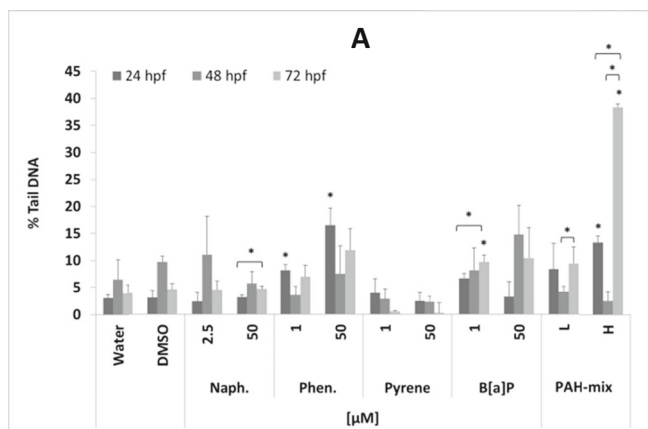 A
45
40
35
30
25
20
15
10
5
0
% Tail DNA
24 hpf 48 hpf 72 hpf
* * * * * * * * * *
Water DMSO 2.5 50 1 50 1 50 1 50 L H
Naph. Phen. Pyrene B[a]P PAH-mix
[µM]